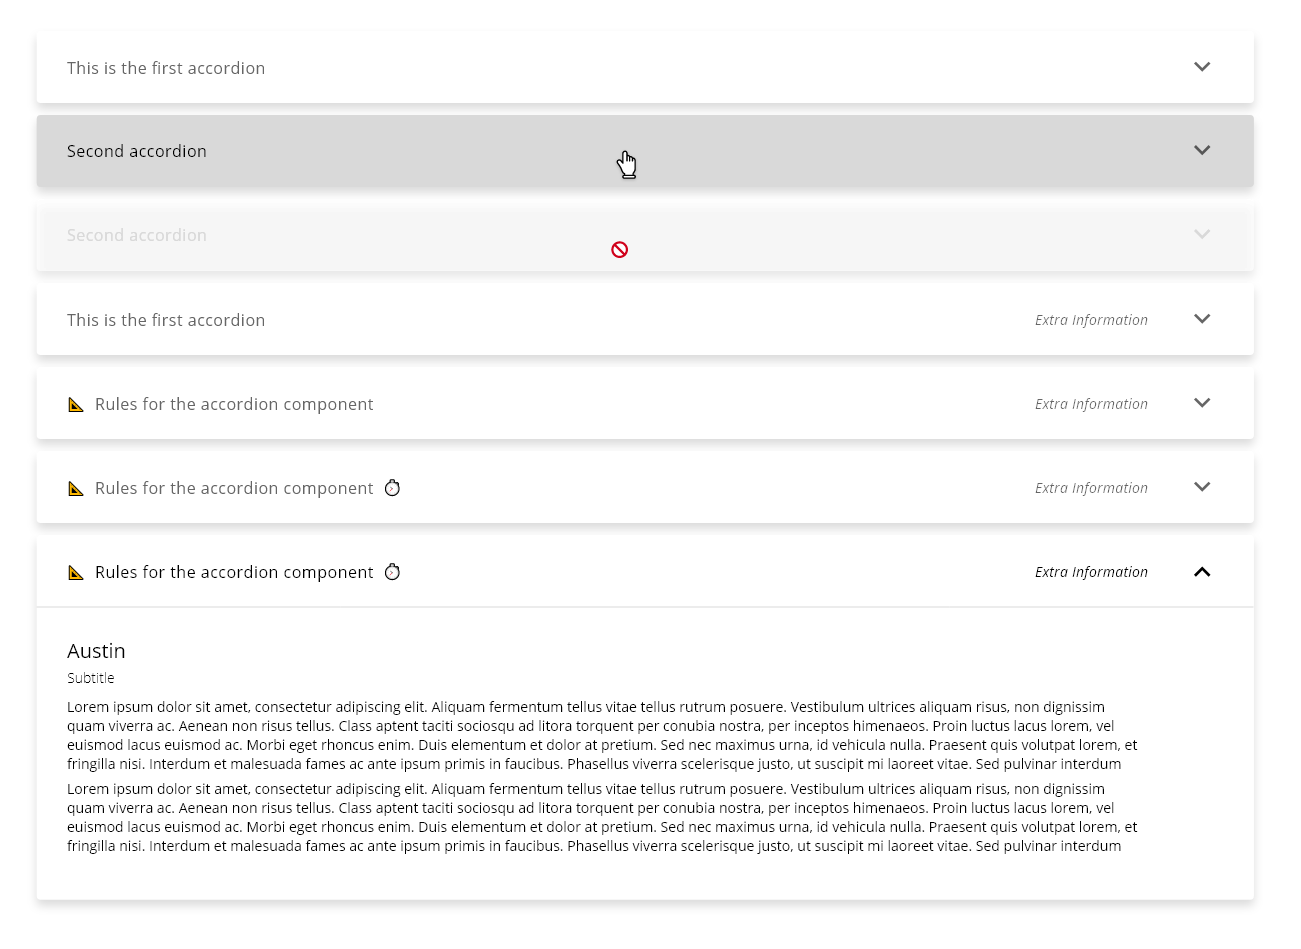 This is the first accordion
Second accordion
Second accordion
This is the first accordion Extra Information
Rules for the accordion component Extra Information
Rules for the accordion component Extra Information
Rules for the accordion component Extra Information
Austin
Subtitle
Lorem ipsum dolor sit amet, consectetur adipiscing elit. Aliquam fermentum tellus vitae tellus rutrum posuere. Vestibulum ultrices aliquam risus, non dignissim
quam viverra ac. Aenean non risus tellus. Class aptent taciti sociosqu ad litora torquent per conubia nostra, per inceptos himenaeos. Proin luctus lacus lorem, vel
euismod lacus euismod ac. Morbi eget rhoncus enim. Duis elementum et dolor at pretium. Sed nec maximus urna, id vehicula nulla. Praesent quis volutpat lorem, et
fringilla nisi. Interdum et malesuada fames ac ante ipsum primis in faucibus. Phasellus viverra scelerisque justo, ut suscipit mi laoreet vitae. Sed pulvinar interdum
Lorem ipsum dolor sit amet, consectetur adipiscing elit. Aliquam fermentum tellus vitae tellus rutrum posuere. Vestibulum ultrices aliquam risus, non dignissim
quam viverra ac. Aenean non risus tellus. Class aptent taciti sociosqu ad litora torquent per conubia nostra, per inceptos himenaeos. Proin luctus lacus lorem, vel
euismod lacus euismod ac. Morbi eget rhoncus enim. Duis elementum et dolor at pretium. Sed nec maximus urna, id vehicula nulla. Praesent quis volutpat lorem, et
fringilla nisi. Interdum et malesuada fames ac ante ipsum primis in faucibus. Phasellus viverra scelerisque justo, ut suscipit mi laoreet vitae. Sed pulvinar interdum